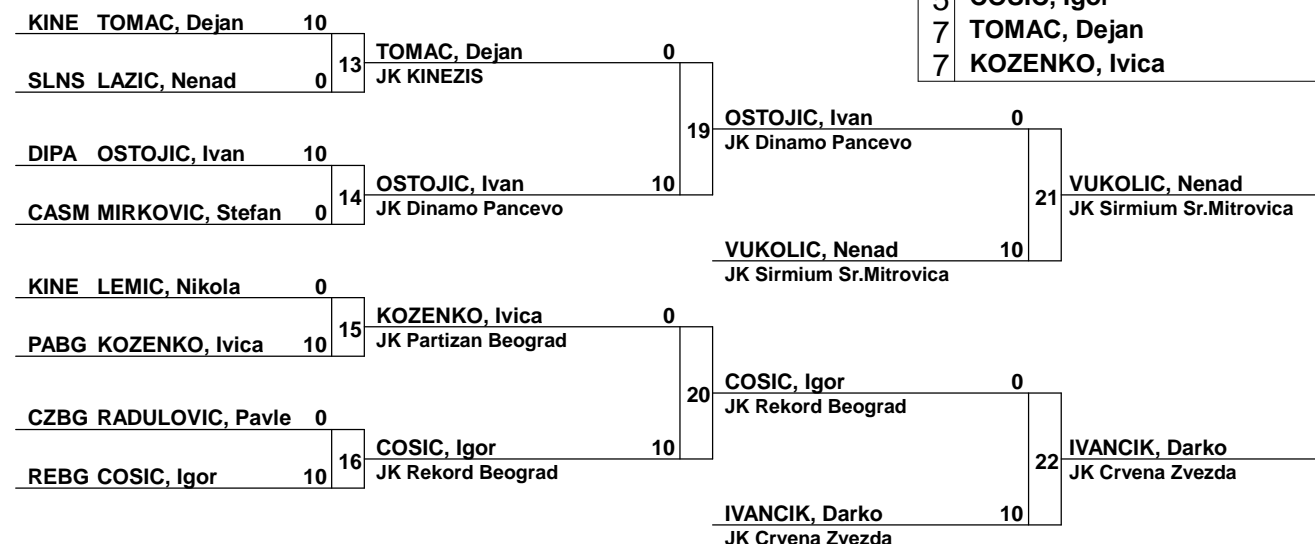 5 COSIC, Igor
KINE TOMAC, Dejan 10
7 TOMAC, Dejan
TOMAC, Dejan 0
13
JK KINEZIS
7 KOZENKO, Ivica
SLNS LAZIC, Nenad 0
OSTOJIC, Ivan 0
19
JK Dinamo Pancevo
DIPA OSTOJIC, Ivan 10
OSTOJIC, Ivan 10
14
JK Dinamo Pancevo
VUKOLIC, Nenad
21
JK Sirmium Sr.Mitrovica
CASM MIRKOVIC, Stefan 0
VUKOLIC, Nenad 10
JK Sirmium Sr.Mitrovica
KINE LEMIC, Nikola 0
KOZENKO, Ivica 0
15
JK Partizan Beograd
PABG KOZENKO, Ivica 10
COSIC, Igor 0
20
JK Rekord Beograd
CZBG RADULOVIC, Pavle 0
COSIC, Igor 10
16
JK Rekord Beograd
IVANCIK, Darko
22
JK Crvena Zvezda
REBG COSIC, Igor 10
IVANCIK, Darko 10
JK Crvena Zvezda